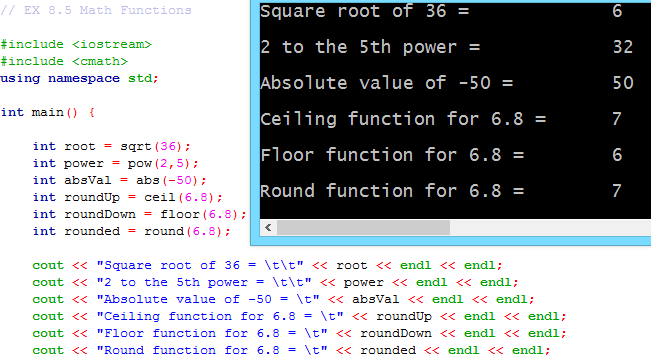 // EX 8.5 Math Functions
#include <iostream>
#include <cmath>
using namespace std;
int main() {
int root = sqrt(36);
int power = pow(2,5);
int absVal = abs(-50);
int roundUp = ceil(6.8);
int roundDown = floor(6.8);
int rounded = round(6.8);
cout << "Square root of 36 = \t\t" << root << endl << endl;
cout << "2 to the 5th power = \t\t" << power << endl << endl;
cout << "Absolute value of -50 = \t" << absVal << endl << endl;
cout << "Ceiling function for 6.8 = \t" << roundUp << endl << endl;
cout << "Floor function for 6.8 = \t" << roundDown << endl << endl;
cout << "Round function for 6.8 = \t" << rounded << endl << endl;
Square root of 36 = 6
2 to the 5th power = 32
Absolute value of -50 = 50
Ceiling function for 6.8 = 7
Floor function for 6.8 = 6
Round function for 6.8 = 7